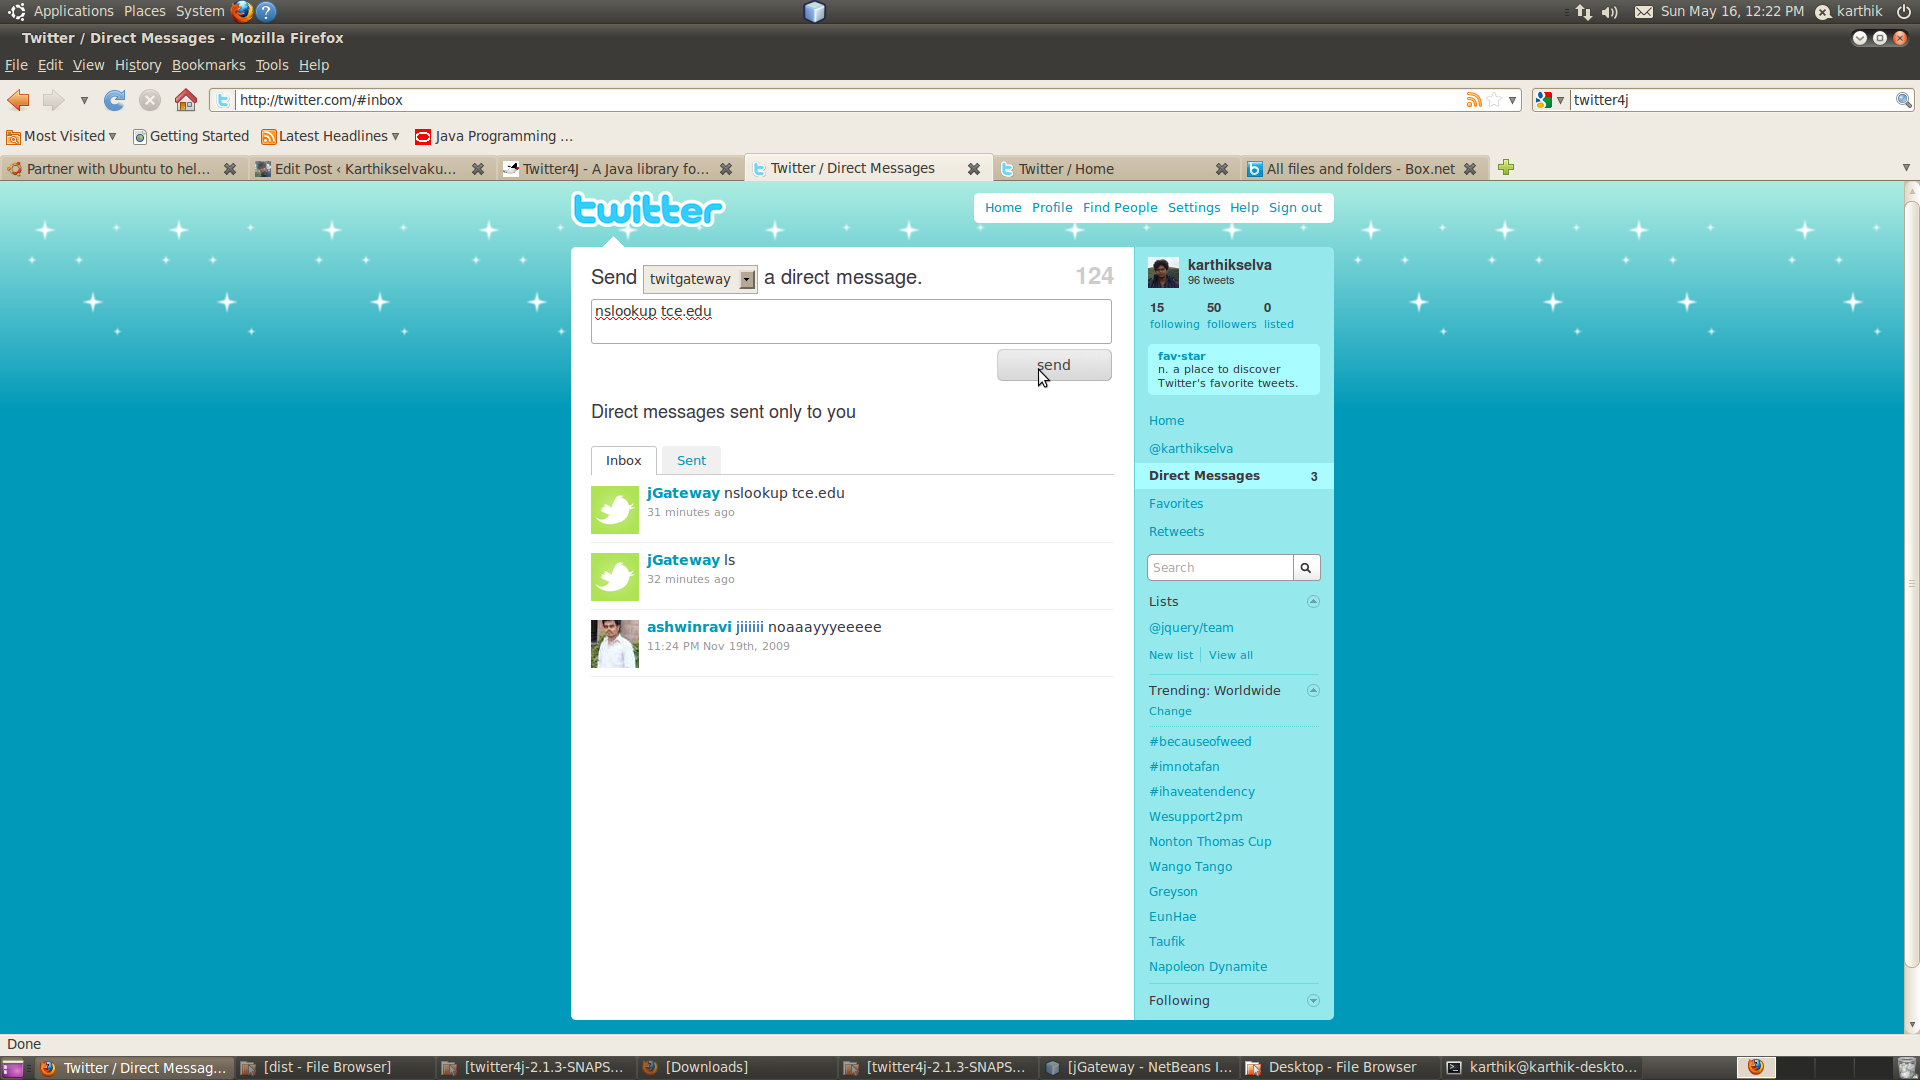 Applications Places System
Sun May 16, 12:22 PM karthik
Twitter / Direct Messages - Mozilla Firefox
File Edit View History Bookmarks Tools Help
http://twitter.com/#inbox
twitter4j
Most Visited Getting Started Latest Headlines Java Programming ...
Partner with Ubuntu to hel...
Edit Post ‹ Karthikselvaku...
Twitter4J - A Java library fo...
Twitter / Direct Messages
Twitter / Home
All files and folders - Box.net
twitter
Home Profile Find People Settings Help Sign out
Send twitgateway a direct message.
124
nslookup tce.edu
send
Direct messages sent only to you
Inbox Sent
jGateway nslookup tce.edu
31 minutes ago
jGateway ls
32 minutes ago
ashwinravi jiiiiii noaaayyyeeeee
11:24 PM Nov 19th, 2009
karthikselva
96 tweets
15 50 0
following followers listed
fav·star
n. a place to discover
Twitter's favorite tweets.
Home
@karthikselva
Direct Messages 3
Favorites
Retweets
Search
Lists
@jquery/team
New list View all
Trending: Worldwide
Change
#becauseofweed
#imnotafan
#ihaveatendency
Wesupport2pm
Nonton Thomas Cup
Wango Tango
Greyson
EunHae
Taufik
Napoleon Dynamite
Following
Done
Twitter / Direct Messag...
[dist - File Browser]
[twitter4j-2.1.3-SNAPS...
[Downloads]
[twitter4j-2.1.3-SNAPS...
[jGateway - NetBeans I...
Desktop - File Browser
karthik@karthik-deskto...